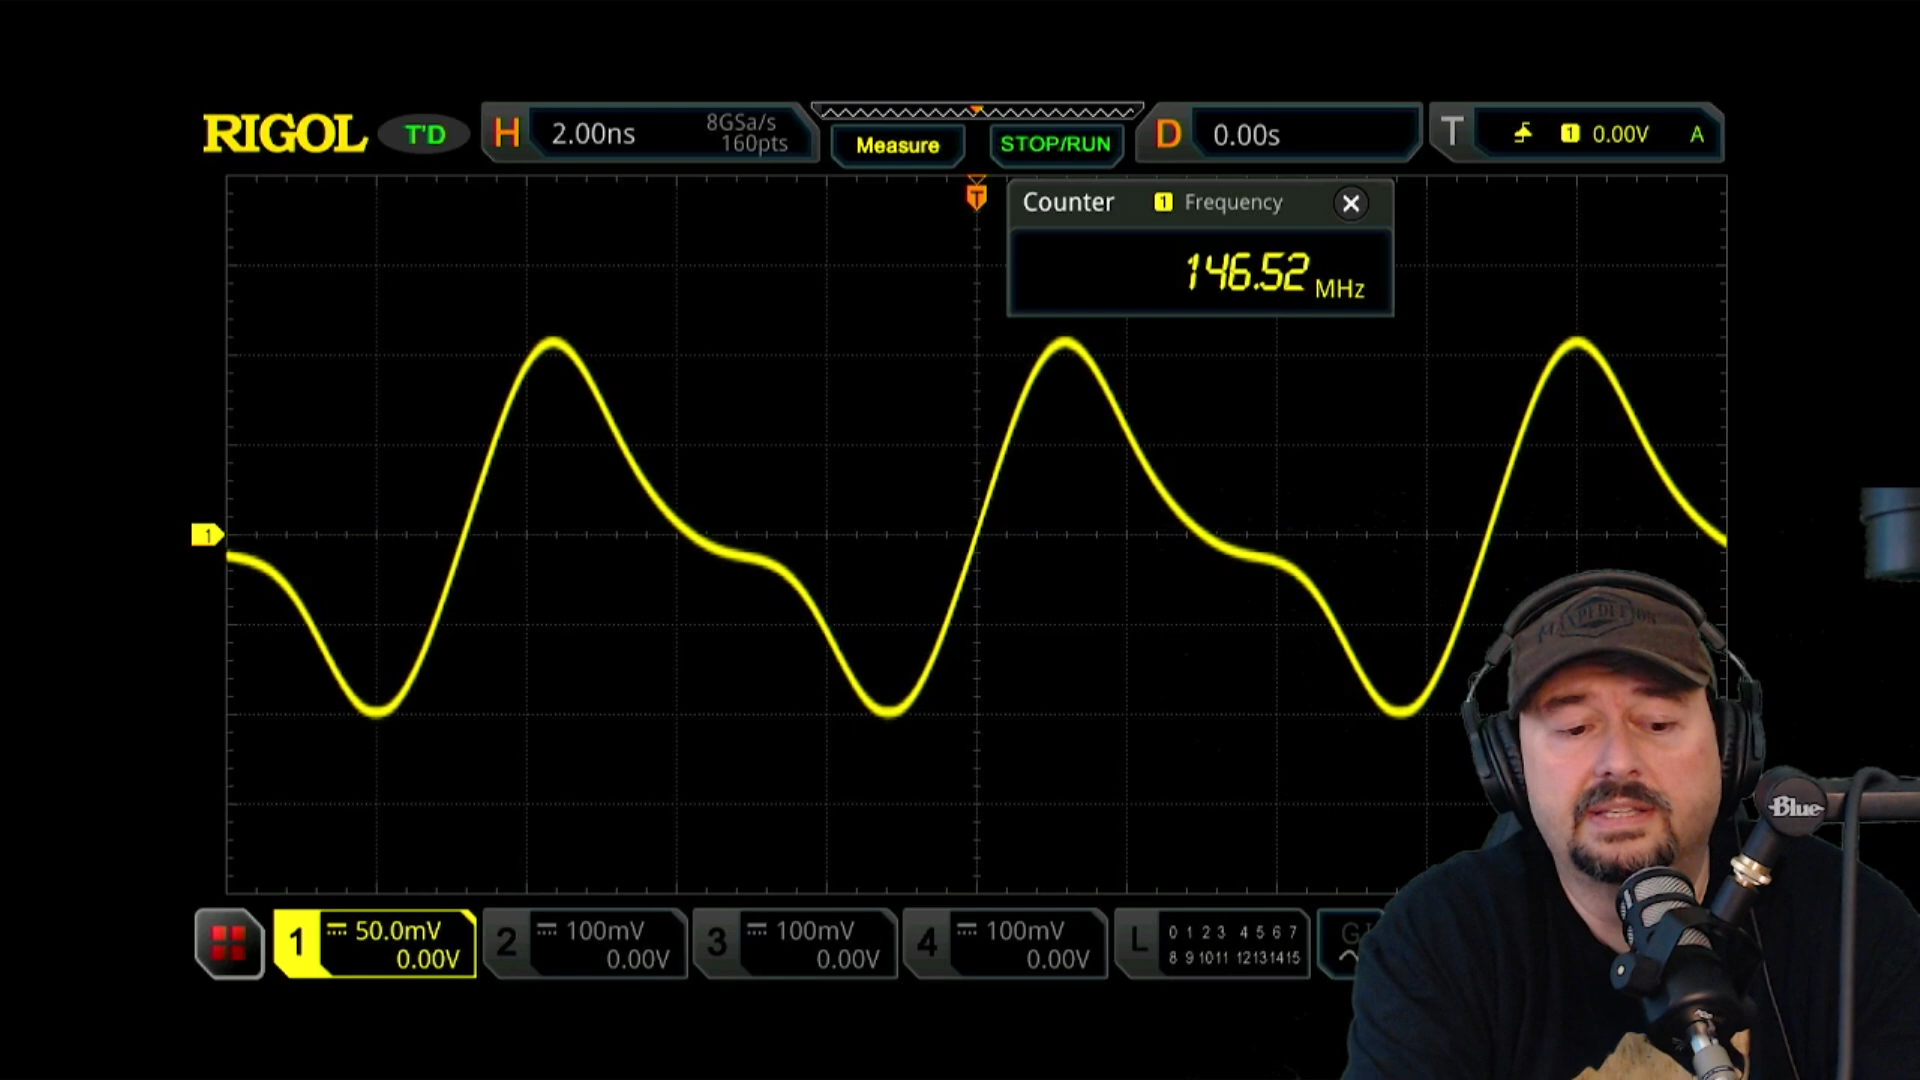 RIGOL T'D H 2.00ns 8GSa/s 160pts Measure STOP/RUN D 0.00s T 1 0.00V A
T
Counter 1 Frequency X
146.52 MHz
1
1 50.0mV 0.00V
2 100mV 0.00V
3 100mV 0.00V
4 100mV 0.00V
L 0 1 2 3 4 5 6 7
8 9 10 11 12 13 14 15
Blue